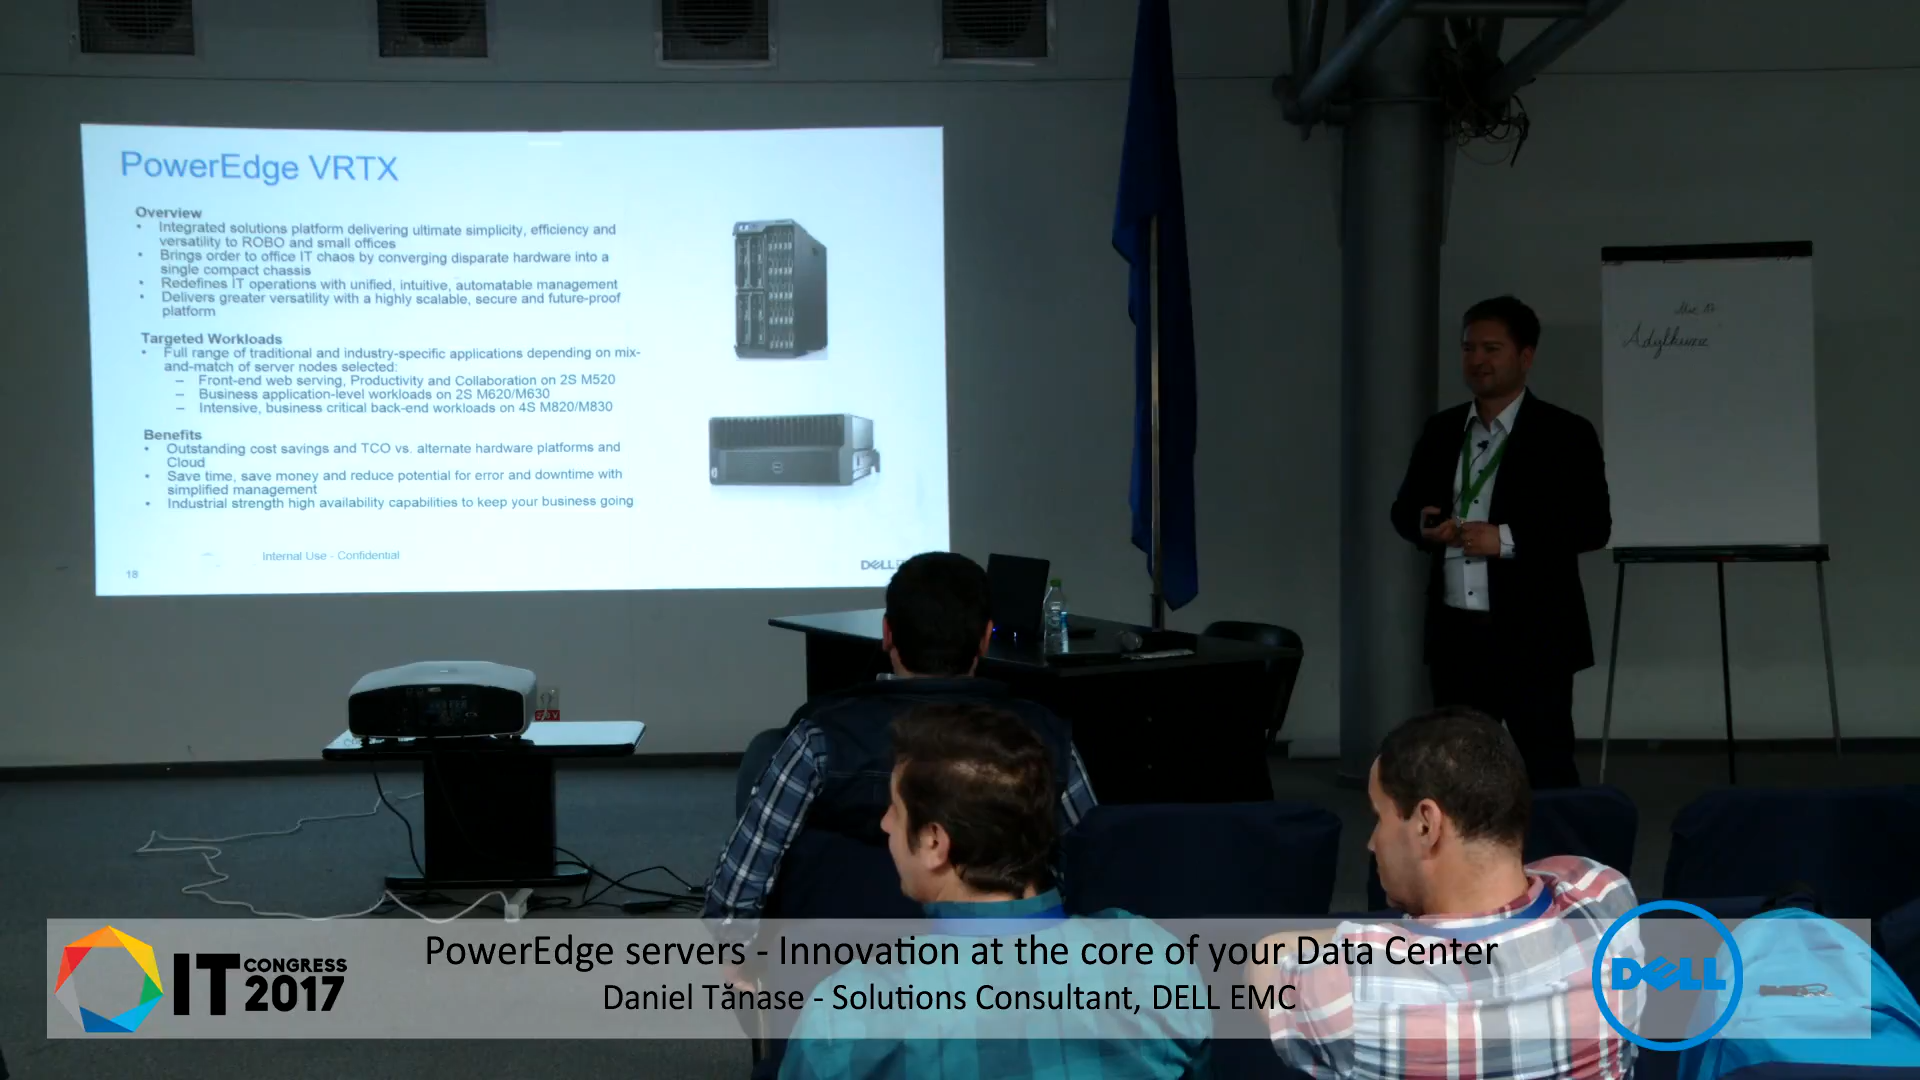 PowerEdge VRTX
Overview
• Integrated solutions platform delivering ultimate simplicity, efficiency and
versatility to ROBO and small offices
• Brings order to office IT chaos by converging disparate hardware into a
single compact chassis
• Redefines IT operations with unified, intuitive, automatable management
• Delivers greater versatility with a highly scalable, secure and future-proof
platform
Targeted Workloads
• Full range of traditional and industry-specific applications depending on mix-
and-match of server nodes selected:
– Front-end web serving, Productivity and Collaboration on 2S M520
– Business application-level workloads on 2S M620/M630
– Intensive, business critical back-end workloads on 4S M820/M830
Benefits
• Outstanding cost savings and TCO vs. alternate hardware platforms and
Cloud
• Save time, save money and reduce potential for error and downtime with
simplified management
• Industrial strength high availability capabilities to keep your business going
Internal Use - Confidential
18
DELL
IT CONGRESS 2017
PowerEdge servers - Innovation at the core of your Data Center
Daniel Tănase - Solutions Consultant, DELL EMC
DELL